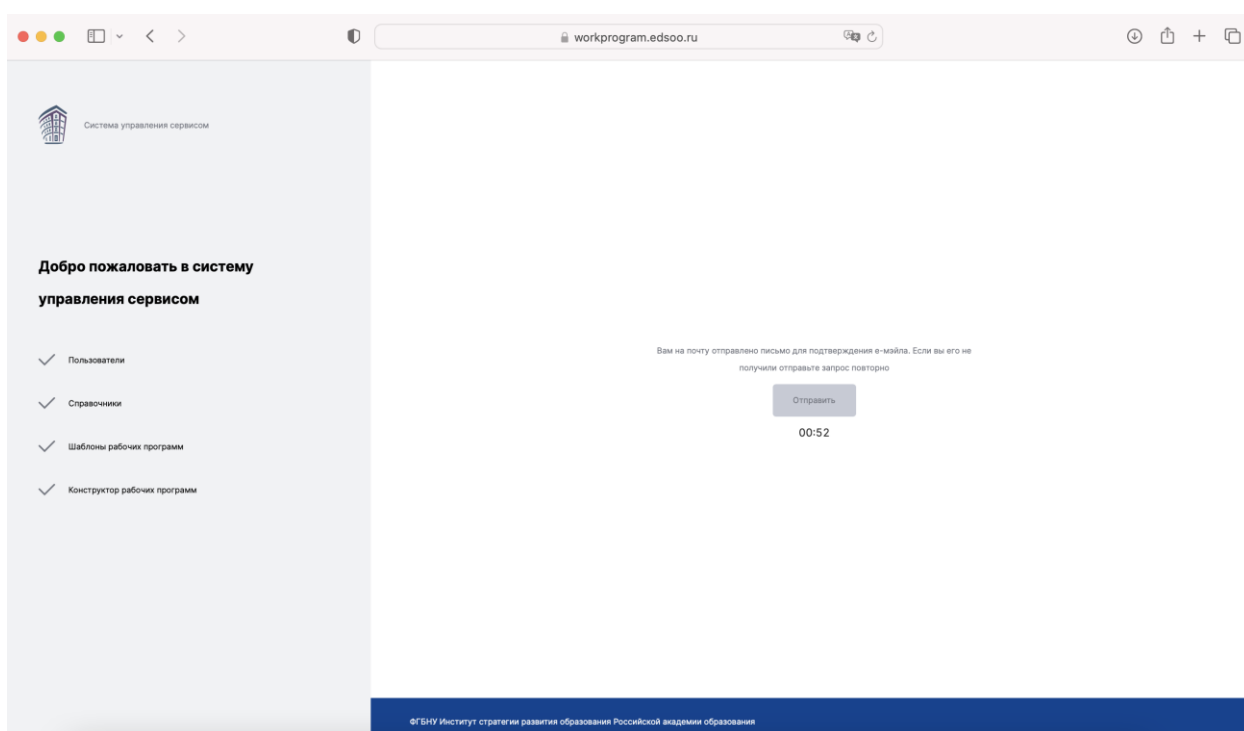 workprogram.edsoo.ru
Система управления сервисом
Добро пожаловать в систему
управления сервисом
Пользователи
Справочники
Шаблоны рабочих программ
Конструктор рабочих программ
Вам на почту отправлено письмо для подтверждения е-мэйла. Если вы его не
получили отправьте запрос повторно
Отправить
00:52
ФГБНУ Институт стратегии развития образования Российской академии образования